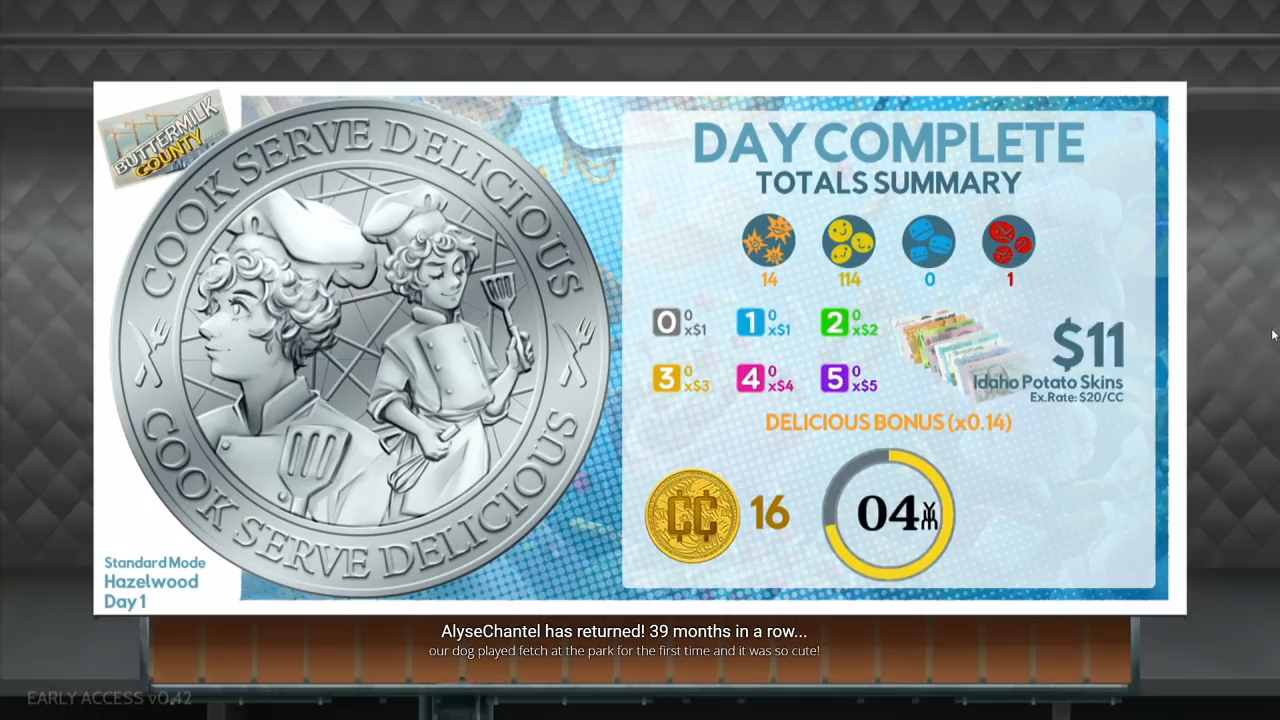 BUTTERMILK
COUNTY
COOK SERVE DELICIOUS
COOK SERVE DELICIOUS
Standard Mode
Hazelwood
Day 1
DAY COMPLETE
TOTALS SUMMARY
14 114 0 1
0 0 x$1 1 0 x$1 2 0 x$2
3 0 x$3 4 0 x$4 5 0 x$5
$11
Idaho Potato Skins
Ex.Rate: $20/CC
DELICIOUS BONUS (x0.14)
CC 16 04
AlyseChantel has returned! 39 months in a row...
our dog played fetch at the park for the first time and it was so cute!
EARLY ACCESS v0.42